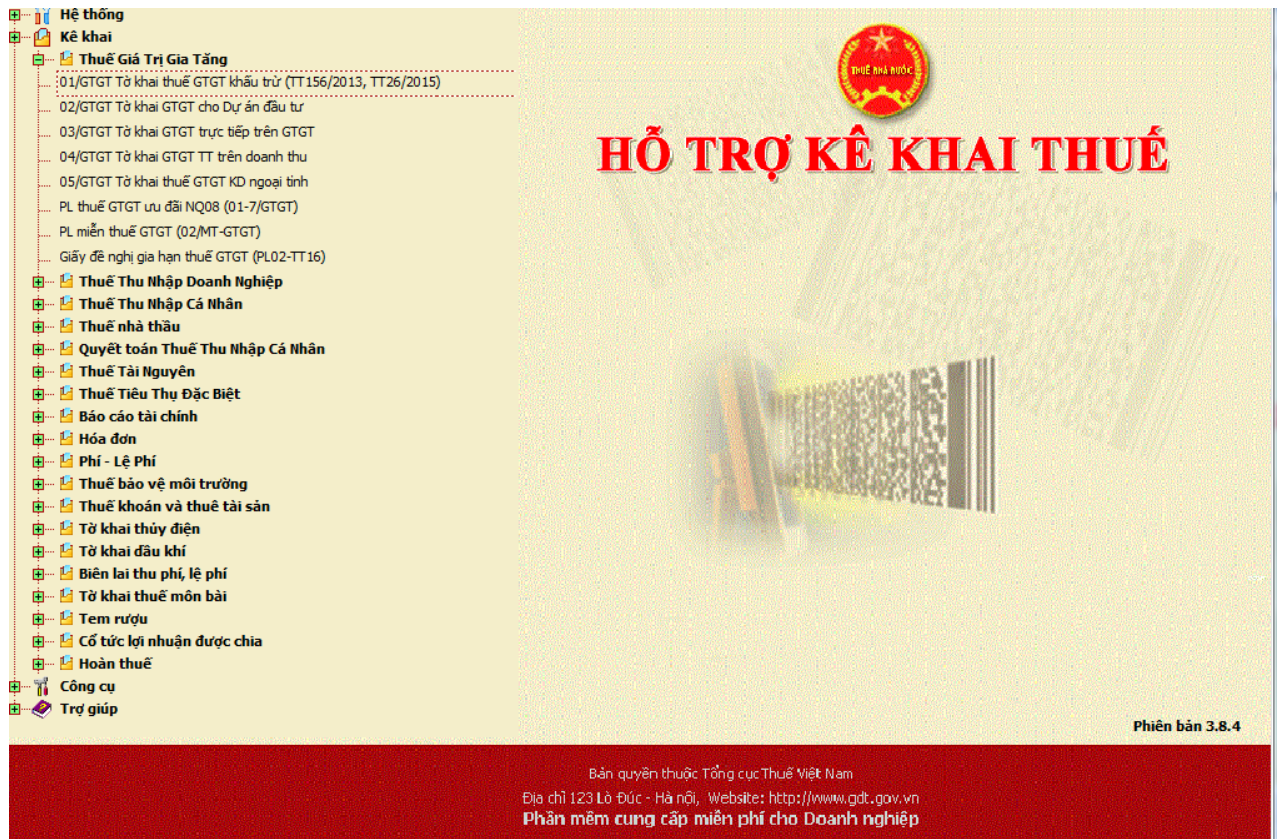 Hệ thống
Kê khai
Thuế Giá Trị Gia Tăng
01/GTGT Tờ khai thuế GTGT khấu trừ (TT156/2013, TT26/2015)
02/GTGT Tờ khai GTGT cho Dự án đầu tư
03/GTGT Tờ khai GTGT trực tiếp trên GTGT
04/GTGT Tờ khai GTGT TT trên doanh thu
05/GTGT Tờ khai thuế GTGT KD ngoại tỉnh
PL thuế GTGT ưu đãi NQ08 (01-7/GTGT)
PL miễn thuế GTGT (02/MT-GTGT)
Giấy đề nghị gia hạn thuế GTGT (PL02-TT16)
Thuế Thu Nhập Doanh Nghiệp
Thuế Thu Nhập Cá Nhân
Thuế nhà thầu
Quyết toán Thuế Thu Nhập Cá Nhân
Thuế Tài Nguyên
Thuế Tiêu Thụ Đặc Biệt
Báo cáo tài chính
Hóa đơn
Phí - Lệ Phí
Thuế bảo vệ môi trường
Thuế khoán và thuê tài sản
Tờ khai thủy điện
Tờ khai dầu khí
Biên lai thu phí, lệ phí
Tờ khai thuế môn bài
Tem rượu
Cổ tức lợi nhuận được chia
Hoàn thuế
Công cụ
Trợ giúp
THUẾ NHÀ NƯỚC
HỖ TRỢ KÊ KHAI THUẾ
Phiên bản 3.8.4
Bản quyền thuộc Tổng cục Thuế Việt Nam
Địa chỉ 123 Lò Đúc - Hà nội, Website: http://www.gdt.gov.vn
Phần mềm cung cấp miễn phí cho Doanh nghiệp